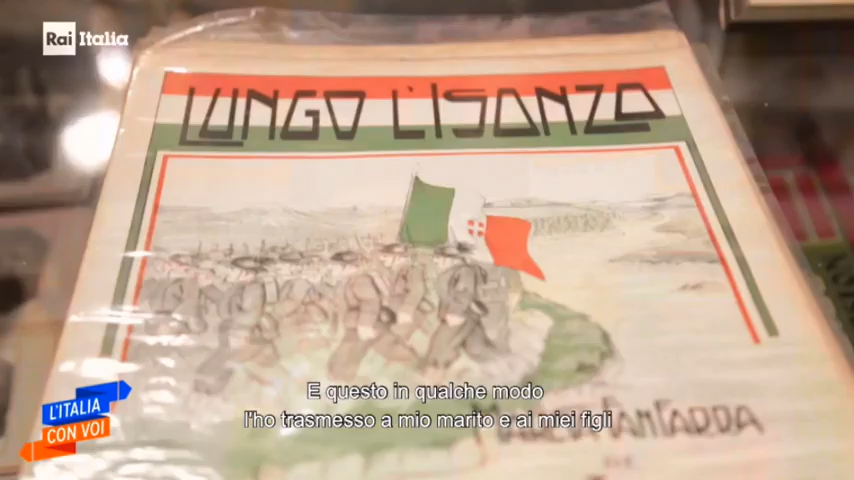 Rai Italia
LUNGO L'ISONZO
E questo in qualche modo
l'ho trasmesso a mio marito e ai miei figli
L'ITALIA
CON VOI